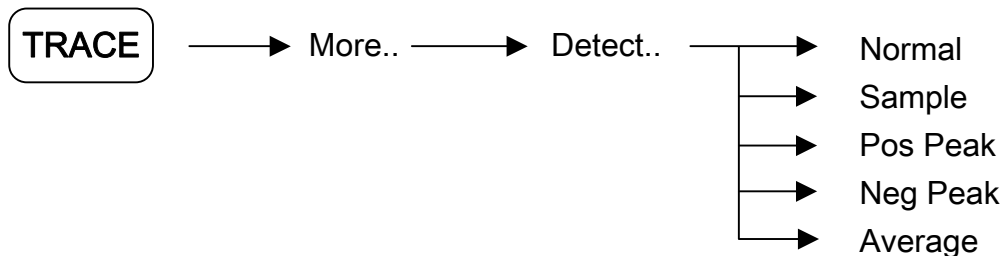 TRACE More.. Detect.. Normal
Sample
Pos Peak
Neg Peak
Average